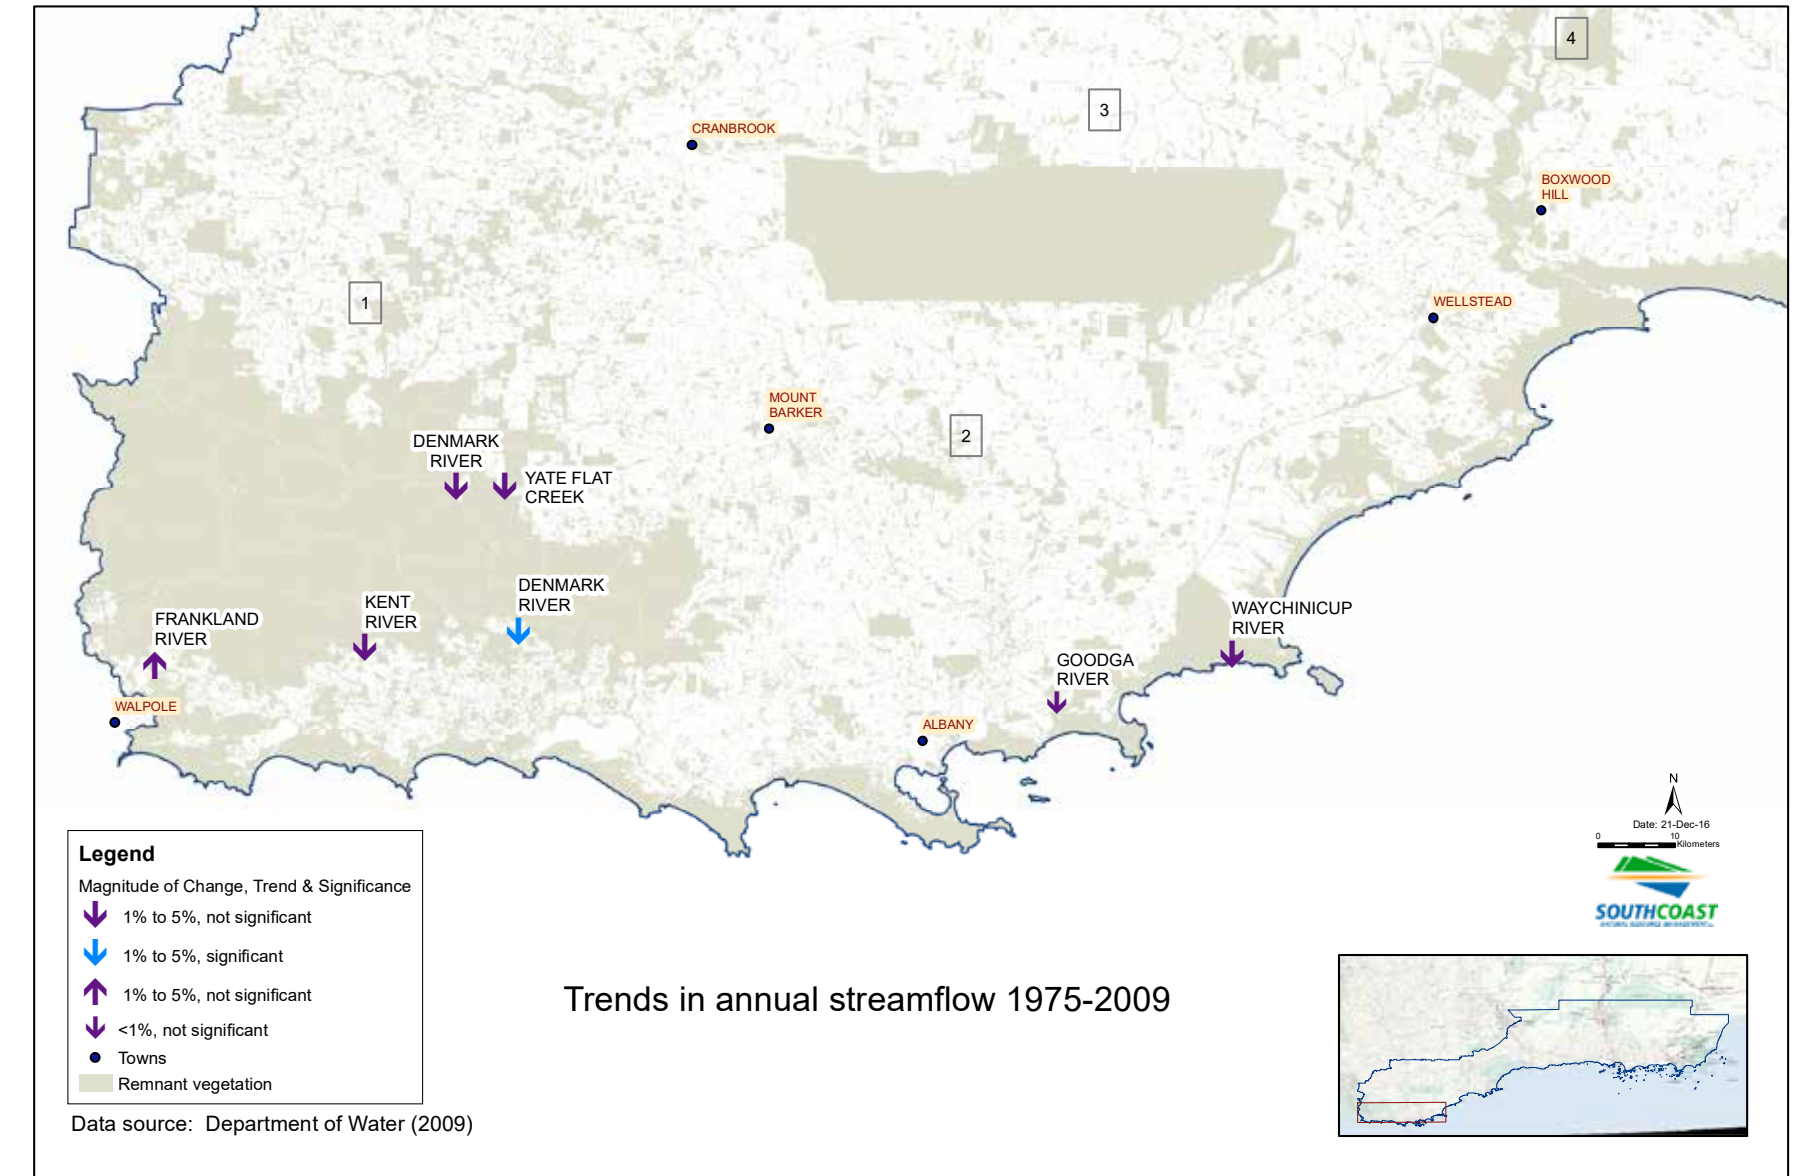 4
3
CRANBROOK
BOXWOOD
HILL
1
WELLSTEAD
MOUNT
BARKER
2
DENMARK
RIVER
YATE FLAT
CREEK
DENMARK
RIVER
KENT
RIVER
FRANKLAND
RIVER
WAYCHINICUP
RIVER
GOODGA
RIVER
WALPOLE
ALBANY
N
Date: 21-Dec-16
0 10
Kilometers
SOUTHCOAST
NATURAL RESOURCE MANAGEMENT
Legend
Magnitude of Change, Trend & Significance
1% to 5%, not significant
1% to 5%, significant
1% to 5%, not significant
<1%, not significant
Towns
Remnant vegetation
Trends in annual streamflow 1975-2009
Data source: Department of Water (2009)